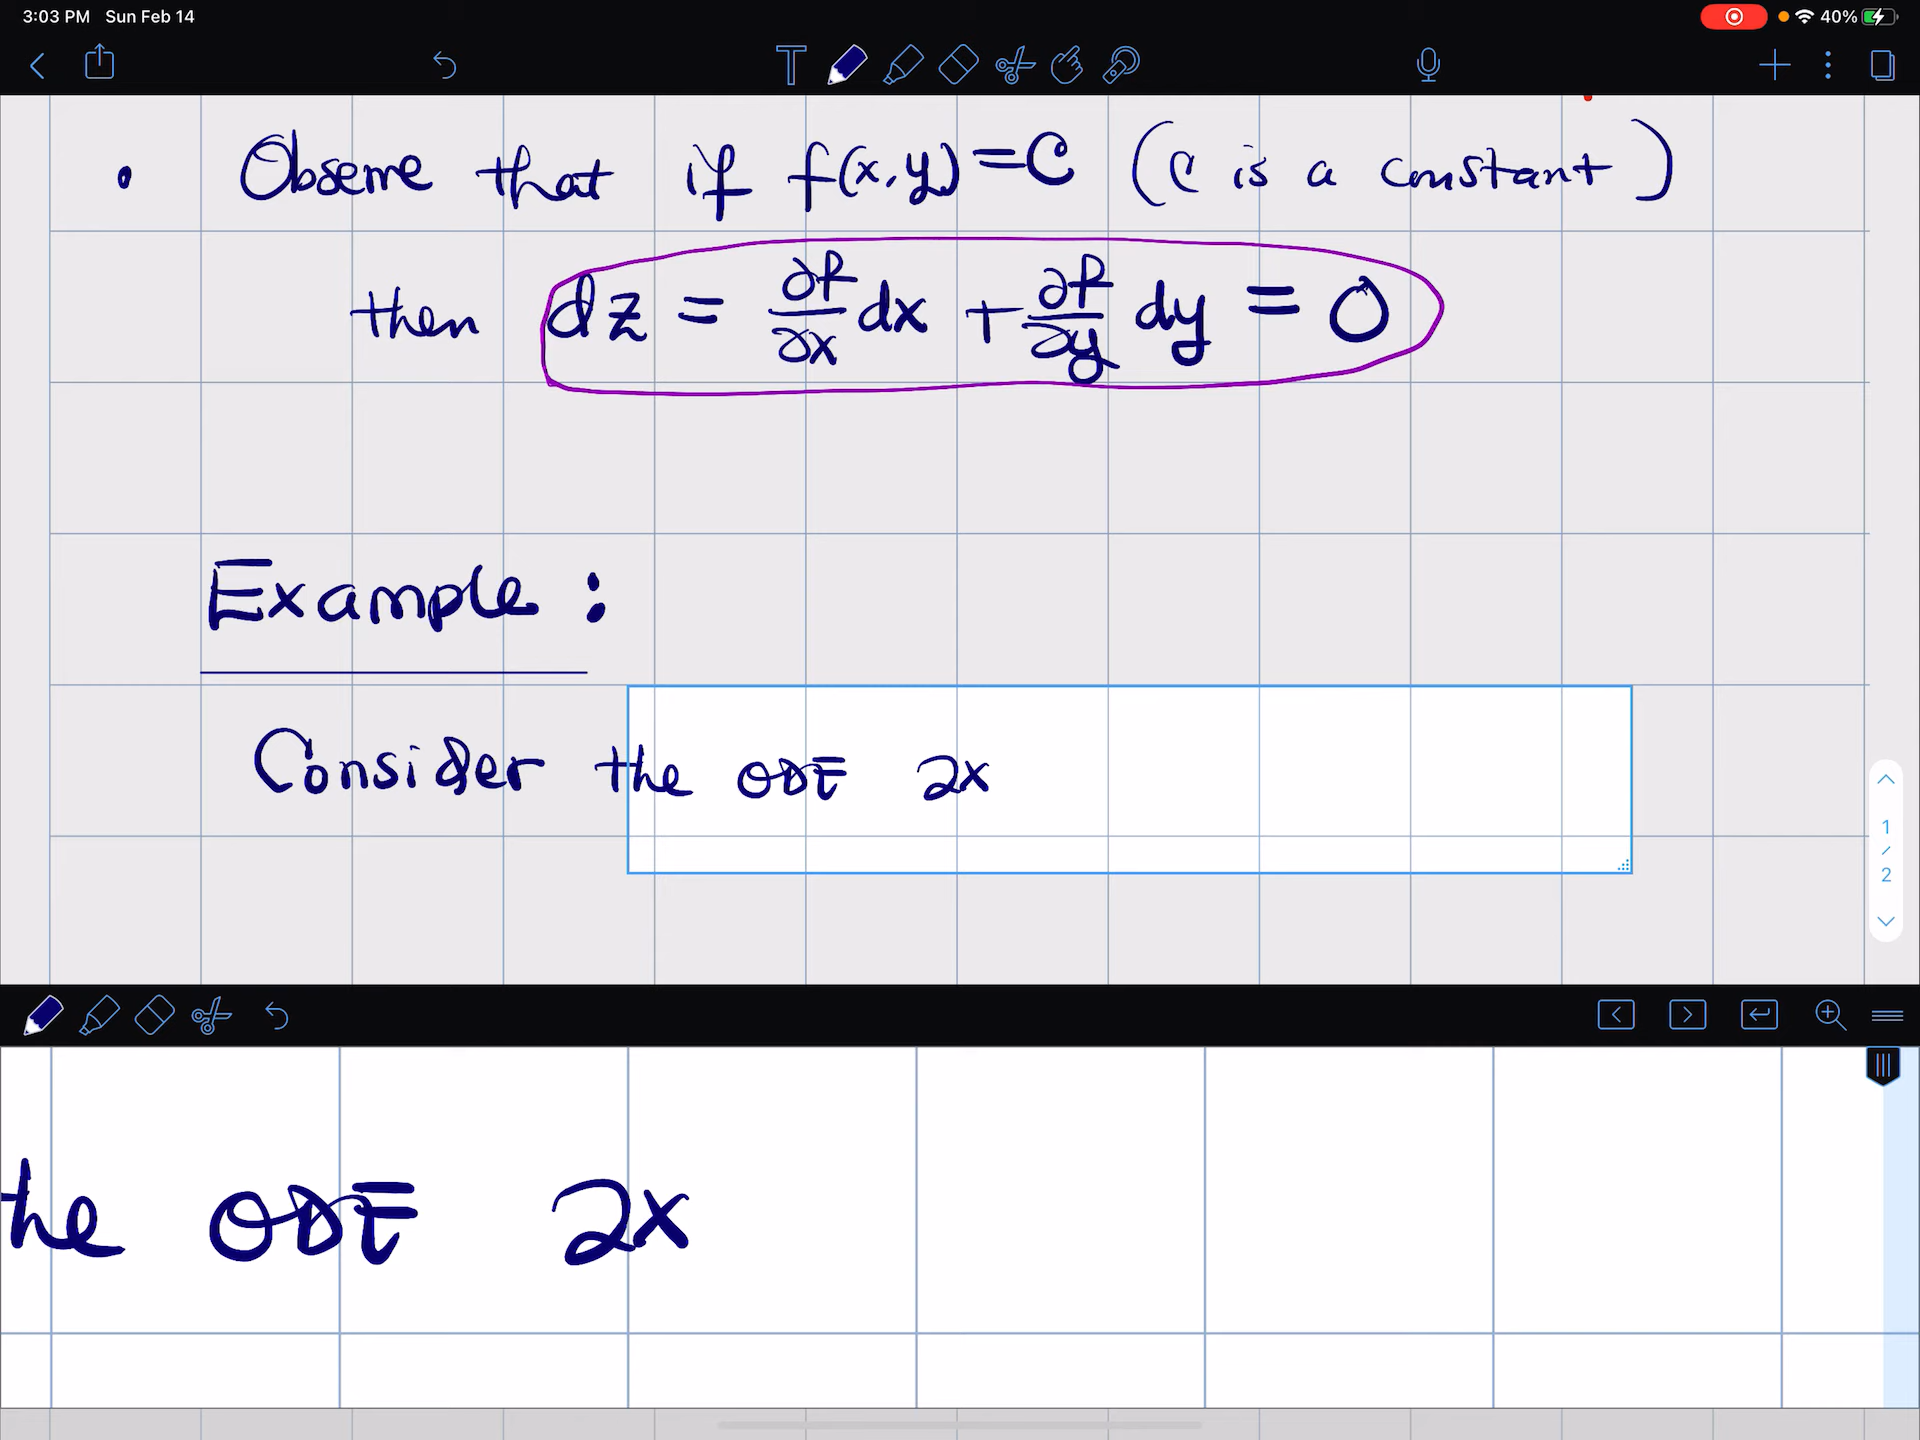 3:03 PM Sun Feb 14
40%
• Observe that if f(x,y)=C (C is a constant)
then dz = ∂f/∂x dx + ∂f/∂y dy = 0
Example :
Consider the ODE 2x
1
/
2
the ODE 2x